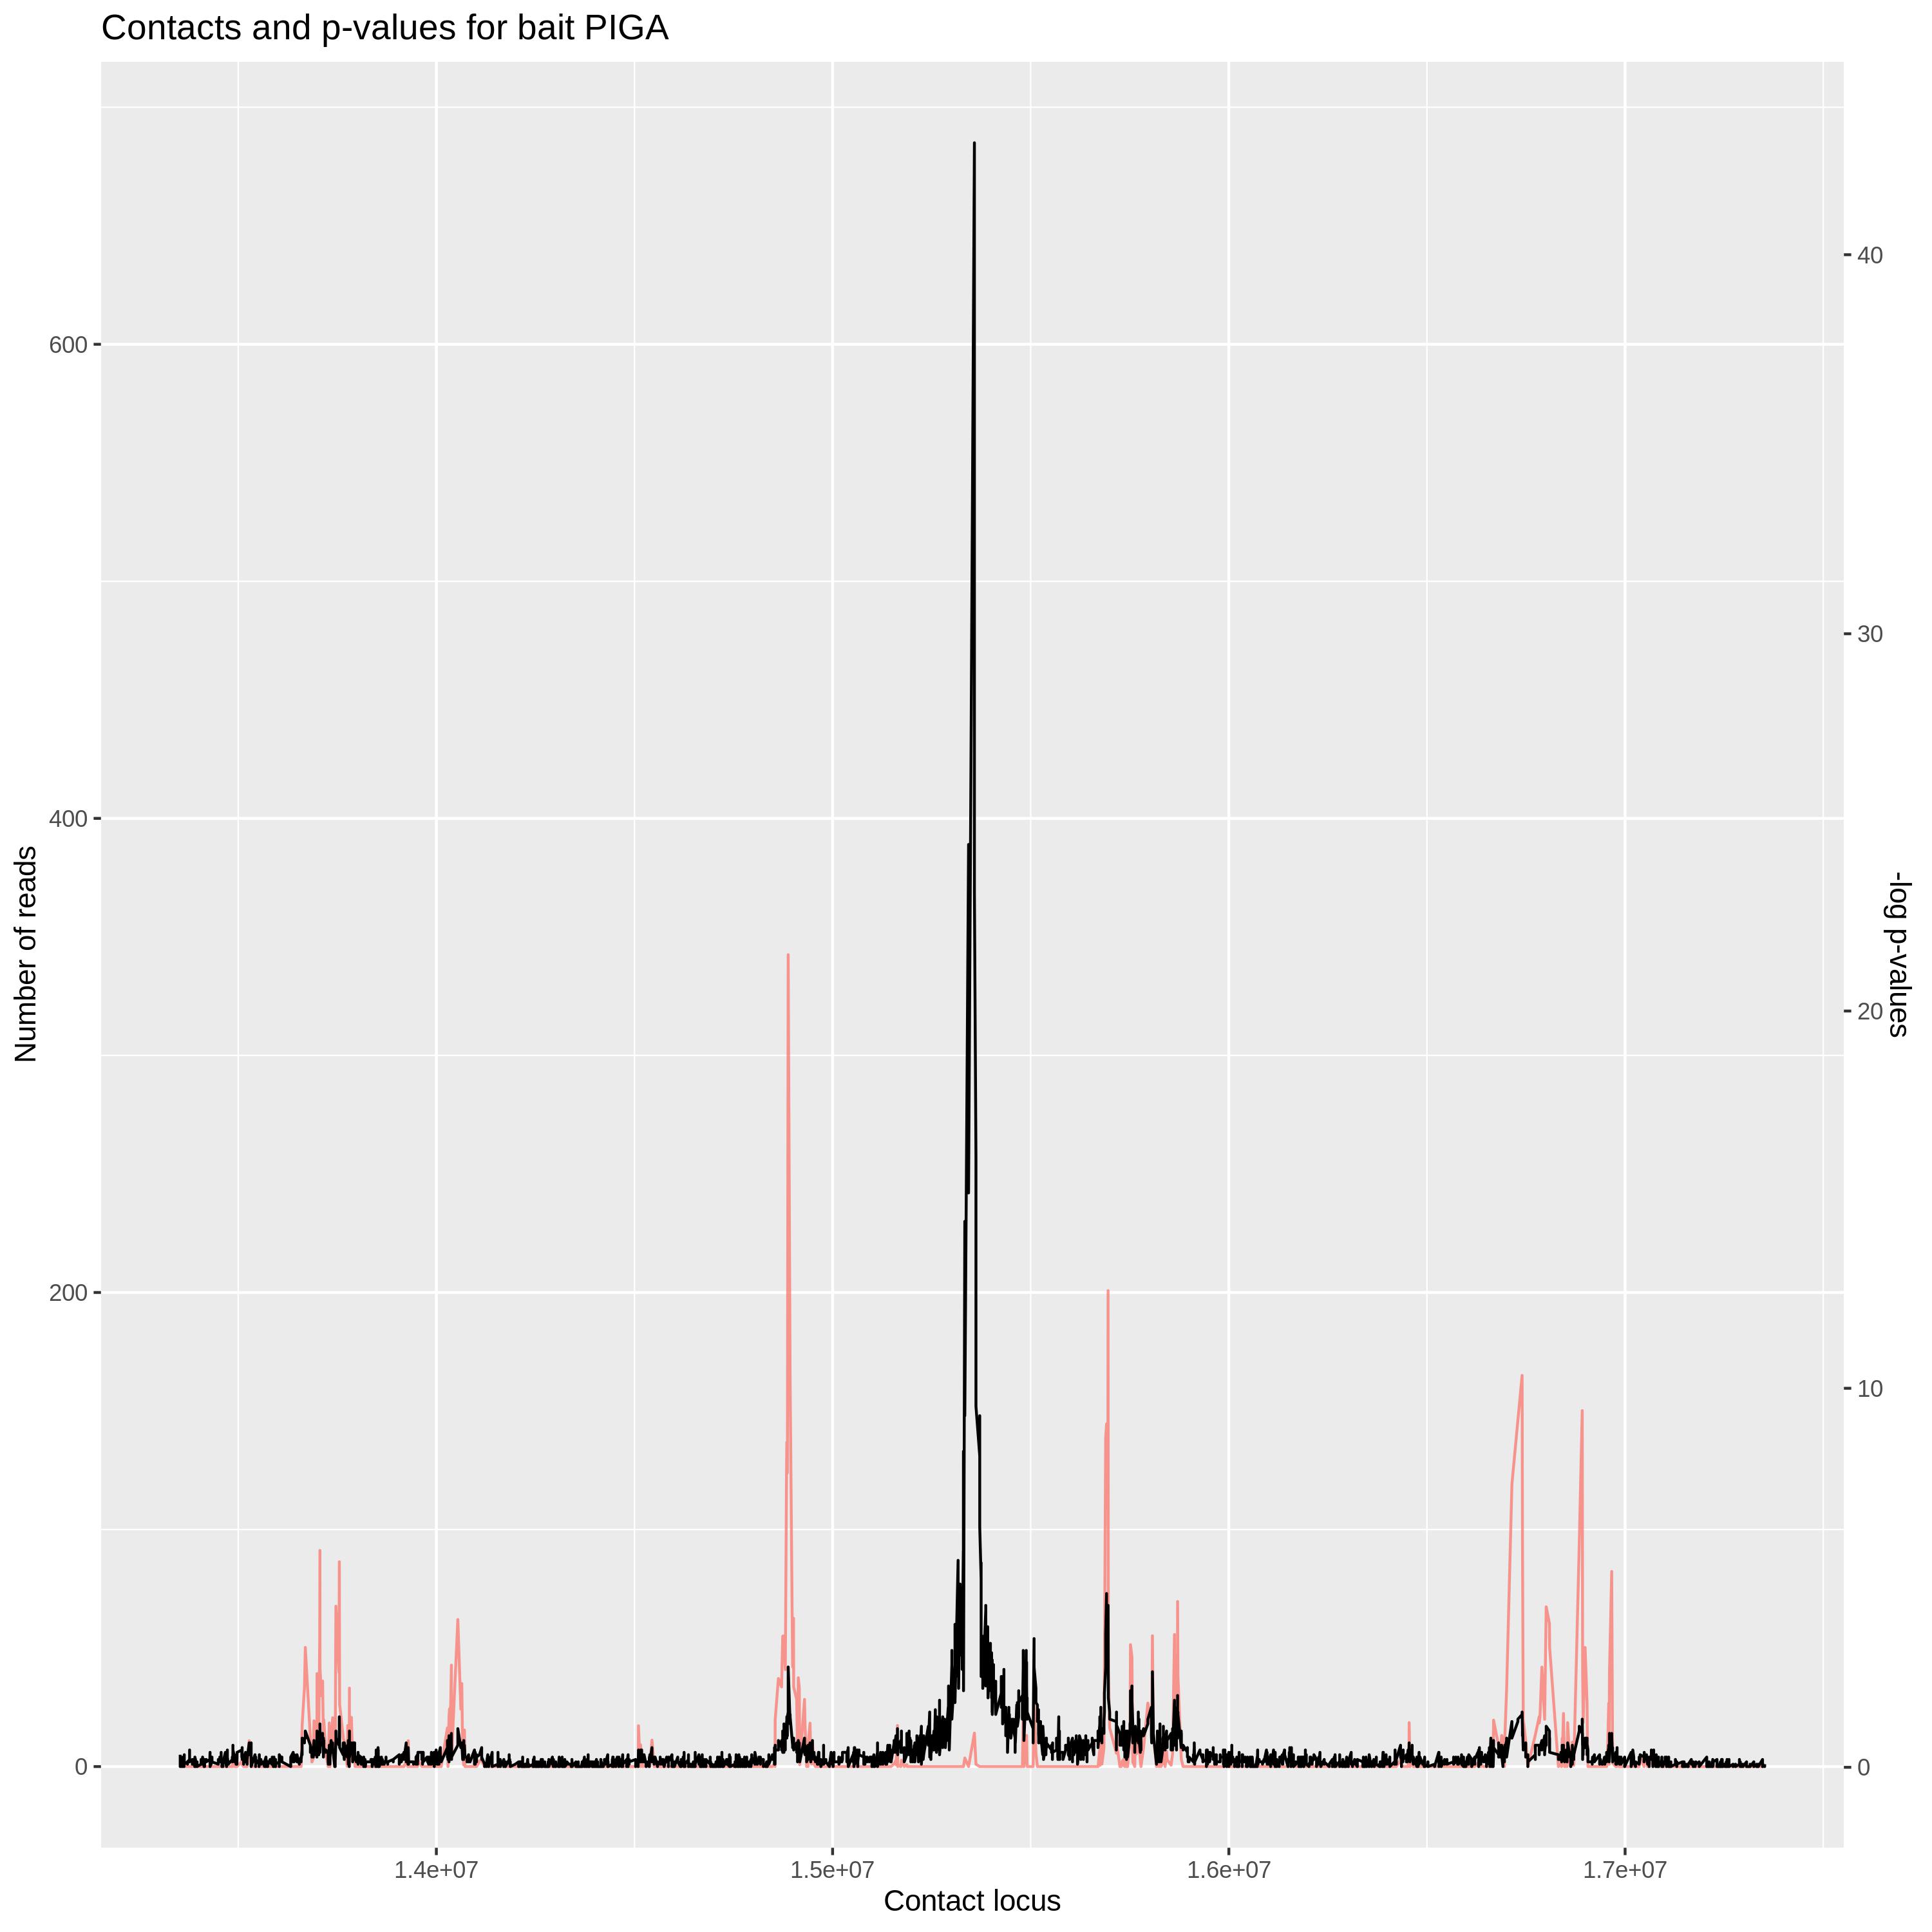 Contacts and p-values for bait PIGA
Number of reads
600
400
200
0
40
30
20
10
0
-log p-values
1.4e+07
1.5e+07
1.6e+07
1.7e+07
Contact locus